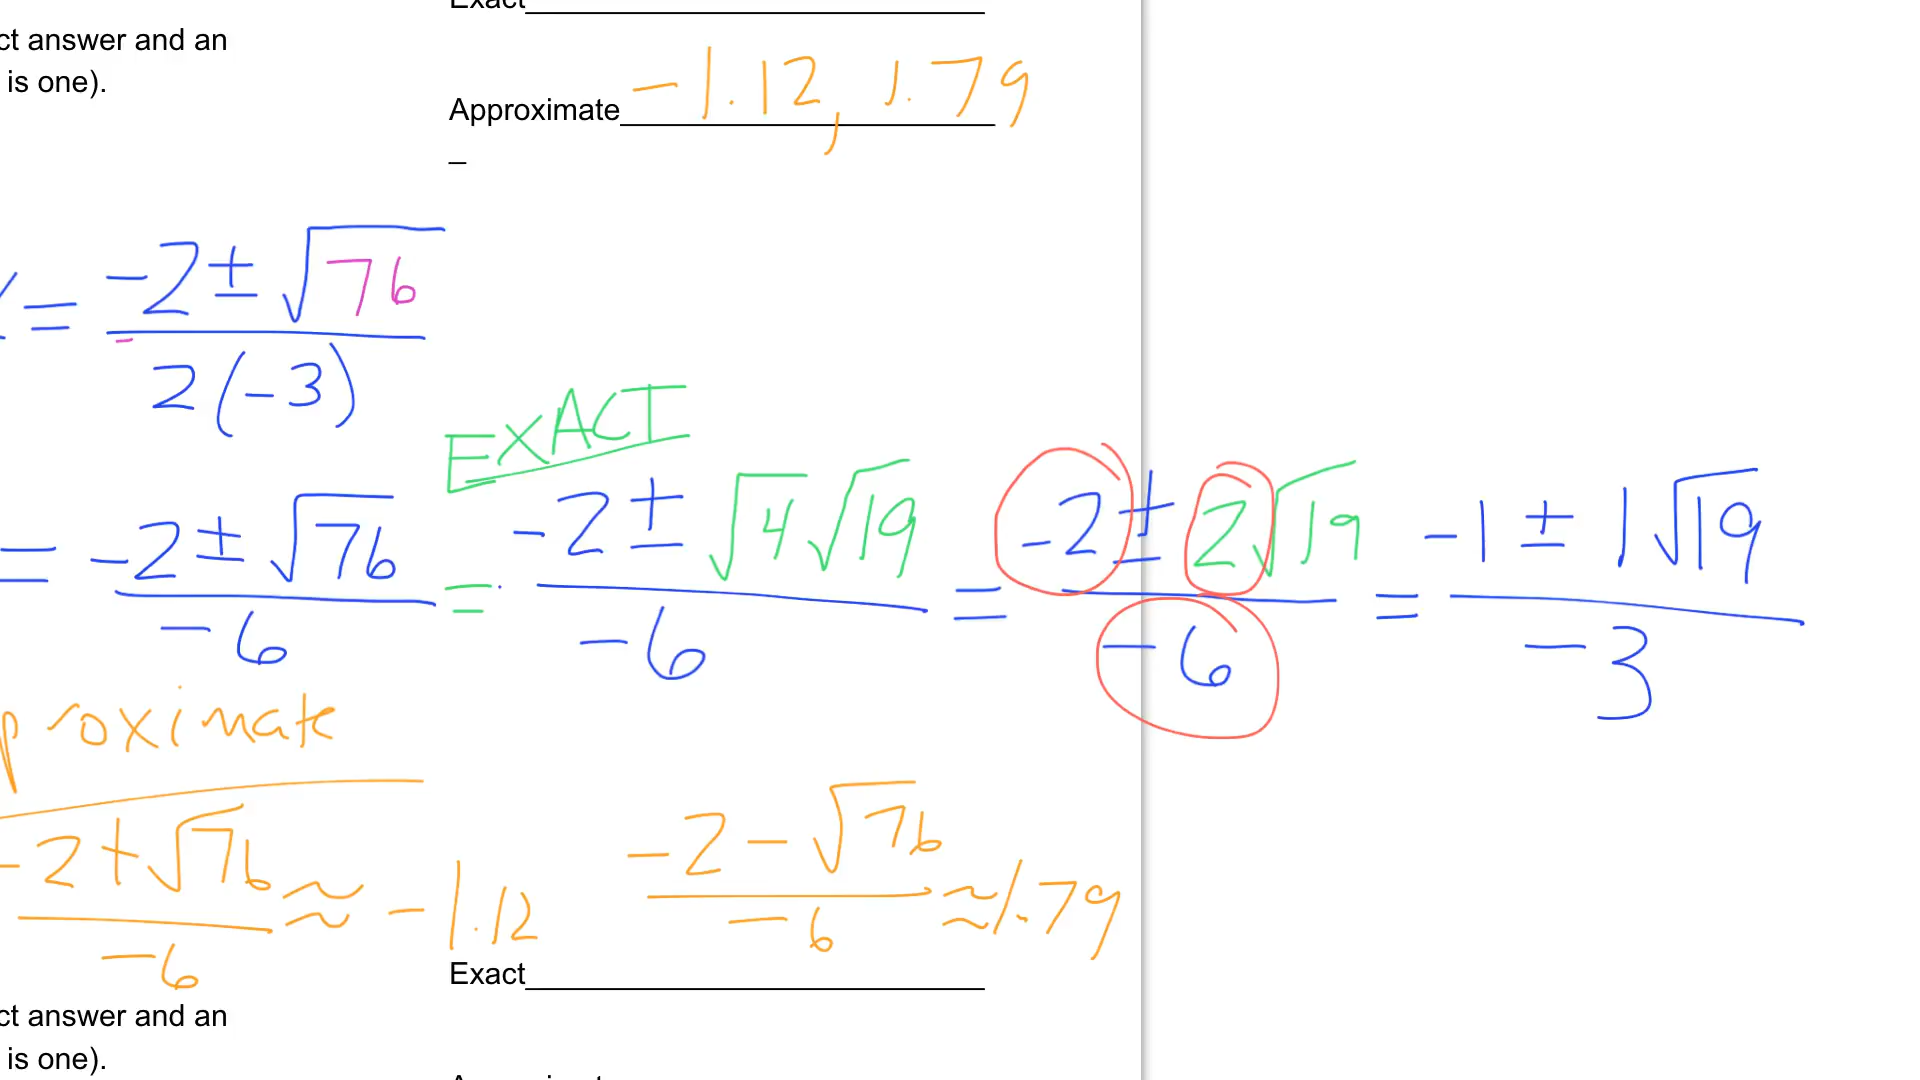 Exact
ct answer and an
is one).
Approximate -1.12, 1.79
_
x = (-2 ± √76) / (2(-3))
EXACT
= (-2 ± √76) / -6 = (-2 ± √4 √19) / -6 = (-2 ± 2√19) / -6 = (-1 ± 1√19) / -3
proximate
(-2 + √76) / -6 ≈ -1.12
(-2 - √76) / -6 ≈ 1.79
Exact
ct answer and an
is one).